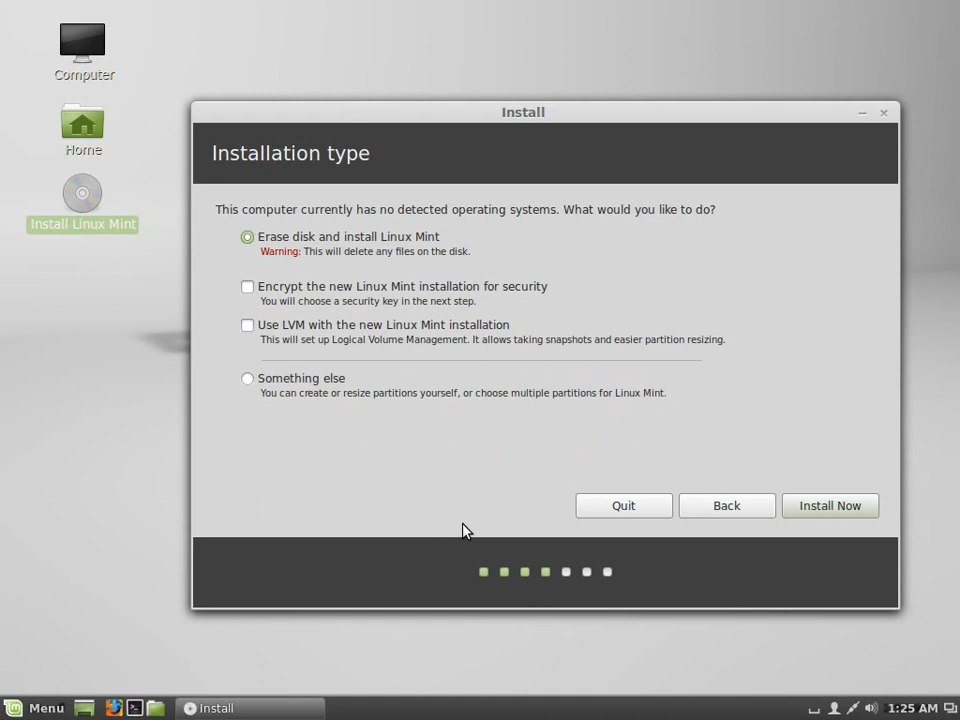 Computer
Home
Install Linux Mint
Install
Installation type
This computer currently has no detected operating systems. What would you like to do?
Erase disk and install Linux Mint
Warning: This will delete any files on the disk.
Encrypt the new Linux Mint installation for security
You will choose a security key in the next step.
Use LVM with the new Linux Mint installation
This will set up Logical Volume Management. It allows taking snapshots and easier partition resizing.
Something else
You can create or resize partitions yourself, or choose multiple partitions for Linux Mint.
Quit Back Install Now
Menu Install 1:25 AM